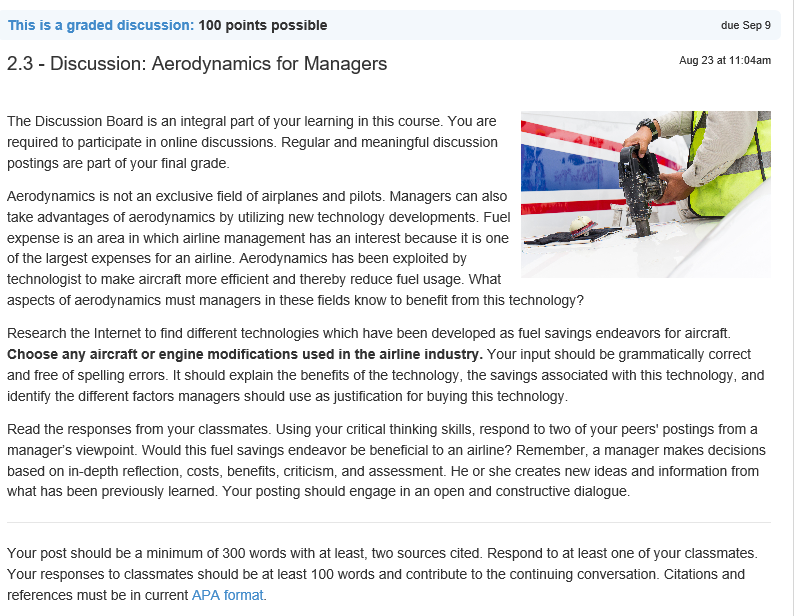 This is a graded discussion: 100 points possible
due Sep 9
2.3 - Discussion: Aerodynamics for Managers
Aug 23 at 11:04am
The Discussion Board is an integral part of your learning in this course. You are
required to participate in online discussions. Regular and meaningful discussion
postings are part of your final grade.
Aerodynamics is not an exclusive field of airplanes and pilots. Managers can also
take advantages of aerodynamics by utilizing new technology developments. Fuel
expense is an area in which airline management has an interest because it is one
of the largest expenses for an airline. Aerodynamics has been exploited by
technologist to make aircraft more efficient and thereby reduce fuel usage. What
aspects of aerodynamics must managers in these fields know to benefit from this technology?
Research the Internet to find different technologies which have been developed as fuel savings endeavors for aircraft.
Choose any aircraft or engine modifications used in the airline industry. Your input should be grammatically correct
and free of spelling errors. It should explain the benefits of the technology, the savings associated with this technology, and
identify the different factors managers should use as justification for buying this technology.
Read the responses from your classmates. Using your critical thinking skills, respond to two of your peers' postings from a
manager's viewpoint. Would this fuel savings endeavor be beneficial to an airline? Remember, a manager makes decisions
based on in-depth reflection, costs, benefits, criticism, and assessment. He or she creates new ideas and information from
what has been previously learned. Your posting should engage in an open and constructive dialogue.
Your post should be a minimum of 300 words with at least, two sources cited. Respond to at least one of your classmates.
Your responses to classmates should be at least 100 words and contribute to the continuing conversation. Citations and
references must be in current APA format.